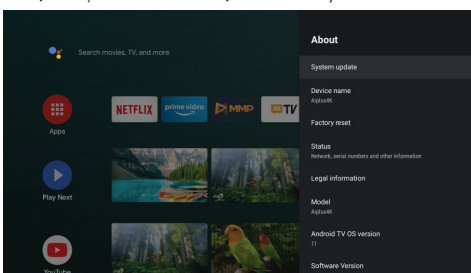 About
Search movies, TV, and more
System update
Device name
Aiplus4K
NETFLIX
prime video
MMP
TV
Factory reset
Apps
Status
Network, serial numbers and other information
Legal information
Play Next
Model
Aiplus4K
Android TV OS version
11
YouTube
Software Version